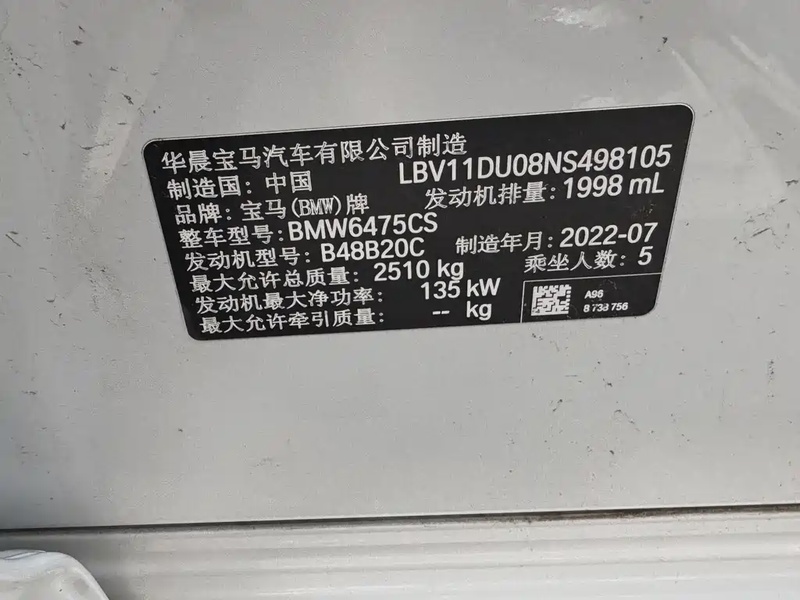 华晨宝马汽车有限公司制造
制造国: 中国 LBV11DU08NS498105
品牌: 宝马(BMW)牌 发动机排量: 1998 mL
整车型号: BMW6475CS
发动机型号: B48B20C 制造年月: 2022-07
最大允许总质量: 2510 kg 乘坐人数: 5
发动机最大净功率: 135 kW
最大允许牵引质量: -- kg
A98
8 738 756